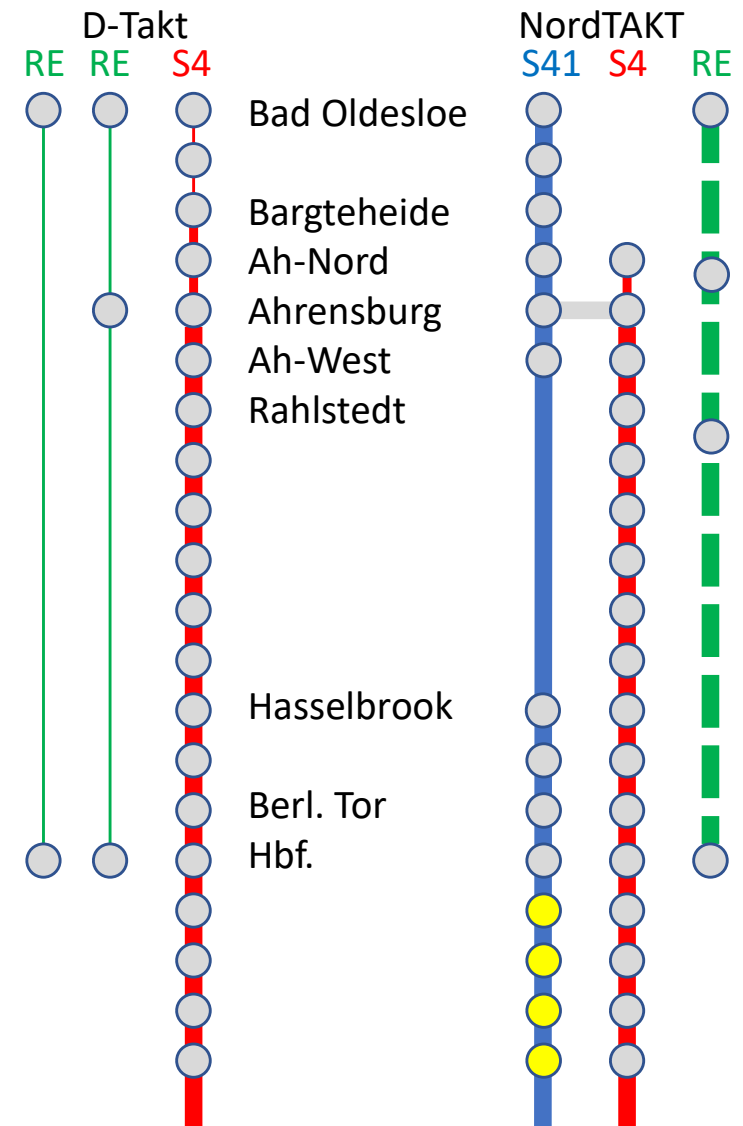 D-Takt NordTAKT
RE RE S4 S41 S4 RE
Bad Oldesloe
Bargteheide
Ah-Nord
Ahrensburg
Ah-West
Rahlstedt
Hasselbrook
Berl. Tor
Hbf.